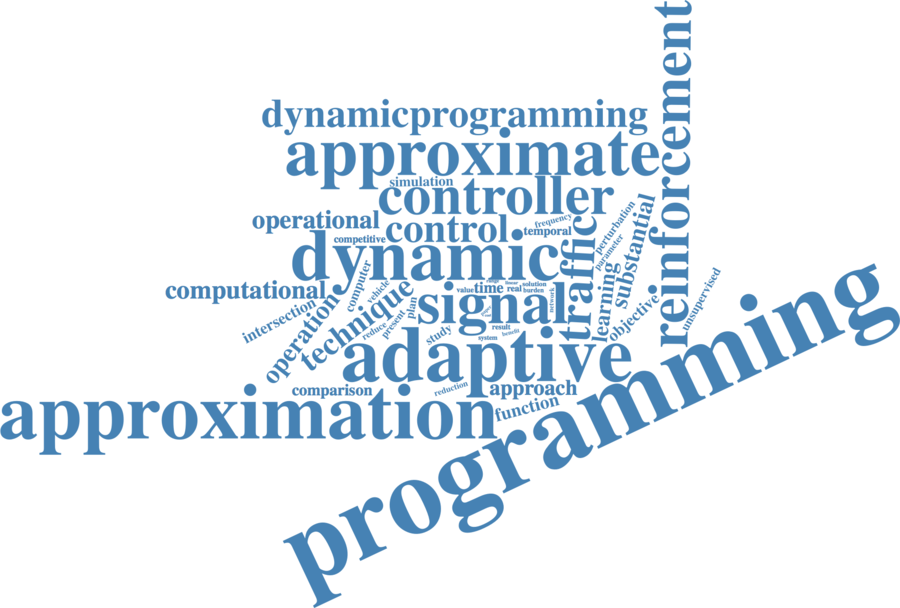 reinforcement
dynamicprogramming
approximate
simulation
controller
operational
control
frequency
temporal
competitive
dynamic
traffic
perturbation
parameter
substantial
computational
computer
vehicle
technique
operation
intersection
reduce
present
plan
signal
value
time
range
linear
real
solution
burden
network
learning
objective
unsupervised
study
result
benefit
system
adaptive
comparison
reduction
approach
approximation
function
programming